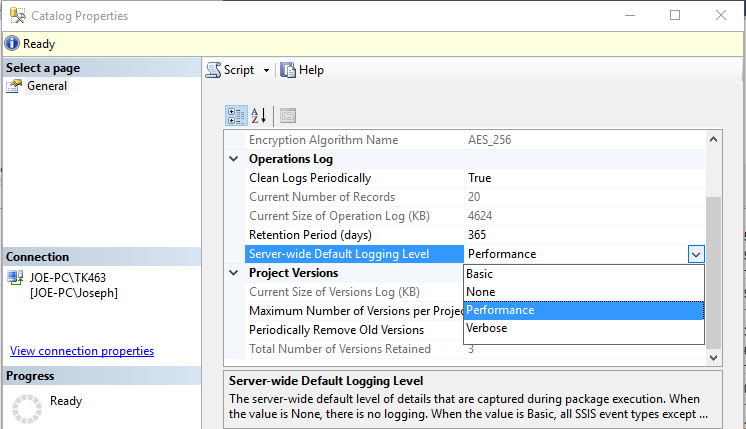 Catalog Properties
Ready
Select a page
General
Script
Help
Encryption Algorithm Name AES_256
Operations Log
Clean Logs Periodically True
Current Number of Records 20
Current Size of Operation Log (KB) 4624
Retention Period (days) 365
Server-wide Default Logging Level Performance
Basic
None
Performance
Verbose
Project Versions
Current Size of Versions Log (KB)
Maximum Number of Versions per Projec
Periodically Remove Old Versions
Total Number of Versions Retained 3
Connection
JOE-PC\TK463
[JOE-PC\Joseph]
View connection properties
Progress
Ready
Server-wide Default Logging Level
The server-wide default level of details that are captured during package execution. When
the value is None, there is no logging. When the value is Basic, all SSIS event types except ...